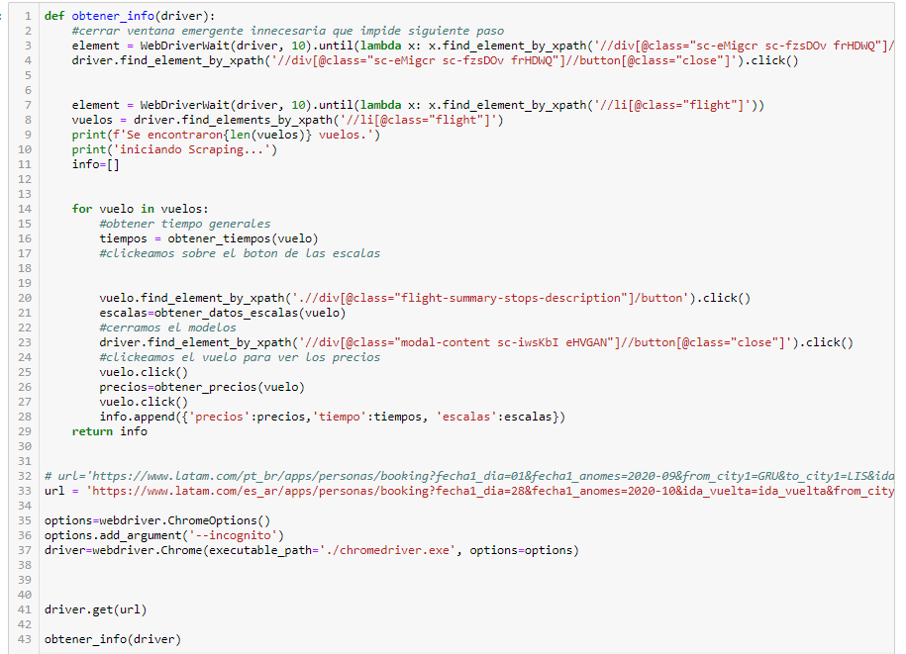 1 def obtener_info(driver):
2 #cerrar ventana emergente innecesaria que impide siguiente paso
3 element = WebDriverWait(driver, 10).until(lambda x: x.find_element_by_xpath('//div[@class="sc-eMigcr sc-fzsDOv frHDWQ"]/
4 driver.find_element_by_xpath('//div[@class="sc-eMigcr sc-fzsDOv frHDWQ"]//button[@class="close"]').click()
5
6
7 element = WebDriverWait(driver, 10).until(lambda x: x.find_element_by_xpath('//li[@class="flight"]'))
8 vuelos = driver.find_elements_by_xpath('//li[@class="flight"]')
9 print(f'Se encontraron{len(vuelos)} vuelos.')
10 print('iniciando Scraping...')
11 info=[]
12
13
14 for vuelo in vuelos:
15 #obtener tiempo generales
16 tiempos = obtener_tiempos(vuelo)
17 #clickeamos sobre el boton de las escalas
18
19
20 vuelo.find_element_by_xpath('.//div[@class="flight-summary-stops-description"]/button').click()
21 escalas=obtener_datos_escalas(vuelo)
22 #cerramos el modelos
23 driver.find_element_by_xpath('//div[@class="modal-content sc-iwsKbI eHVGAN"]//button[@class="close"]').click()
24 #clickeamos el vuelo para ver los precios
25 vuelo.click()
26 precios=obtener_precios(vuelo)
27 vuelo.click()
28 info.append({'precios':precios,'tiempo':tiempos, 'escalas':escalas})
29 return info
30
31
32 # url='https://www.latam.com/pt_br/apps/personas/booking?fecha1_dia=01&fecha1_anomes=2020-09&from_city1=GRU&to_city1=LIS&ida
33 url = 'https://www.latam.com/es_ar/apps/personas/booking?fecha1_dia=28&fecha1_anomes=2020-10&ida_vuelta=ida_vuelta&from_city
34
35 options=webdriver.ChromeOptions()
36 options.add_argument('--incognito')
37 driver=webdriver.Chrome(executable_path='./chromedriver.exe', options=options)
38
39
40
41 driver.get(url)
42
43 obtener_info(driver)